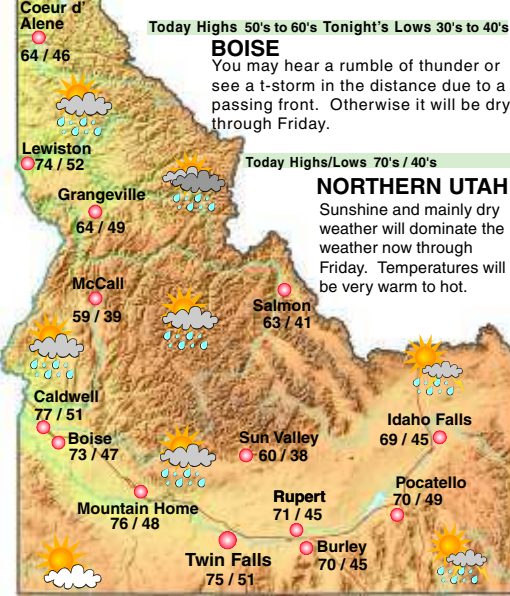 Coeur d'
Alene
64 / 46
Today Highs 50's to 60's Tonight's Lows 30's to 40's
BOISE
You may hear a rumble of thunder or
see a t-storm in the distance due to a
passing front. Otherwise it will be dry
through Friday.
Lewiston
74 / 52
Today Highs/Lows 70's / 40's
NORTHERN UTAH
Sunshine and mainly dry
weather will dominate the
weather now through
Friday. Temperatures will
be very warm to hot.
Grangeville
64 / 49
McCall
59 / 39
Salmon
63 / 41
Caldwell
77 / 51
Boise
73 / 47
Sun Valley
60 / 38
Idaho Falls
69 / 45
Mountain Home
76 / 48
Rupert
71 / 45
Pocatello
70 / 49
Twin Falls
75 / 51
Burley
70 / 45